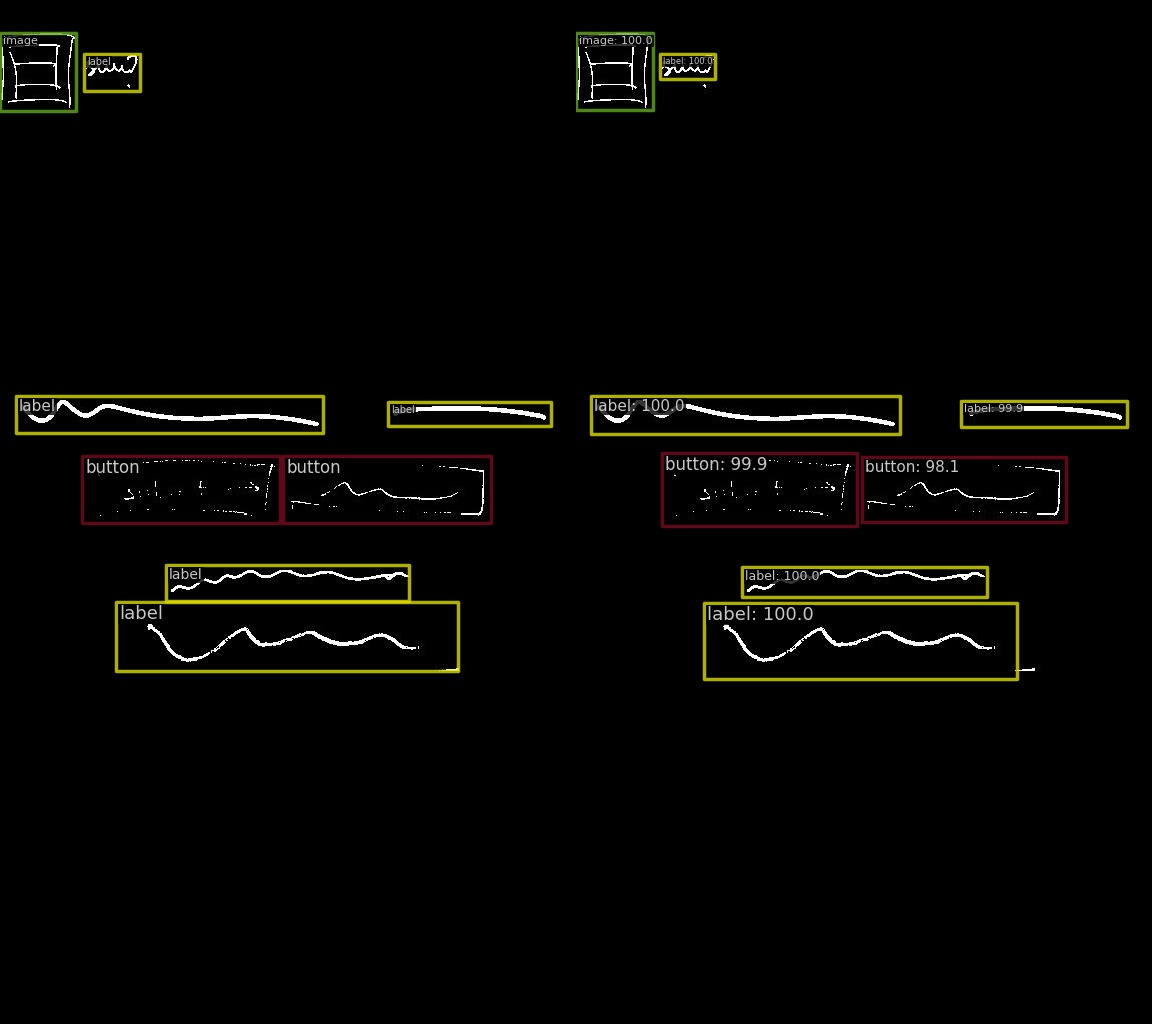 image label image: 100.0 label: 100.0
label label label: 100.0 label: 99.9
button button button: 99.9 button: 98.1
label label: 100.0
label label: 100.0